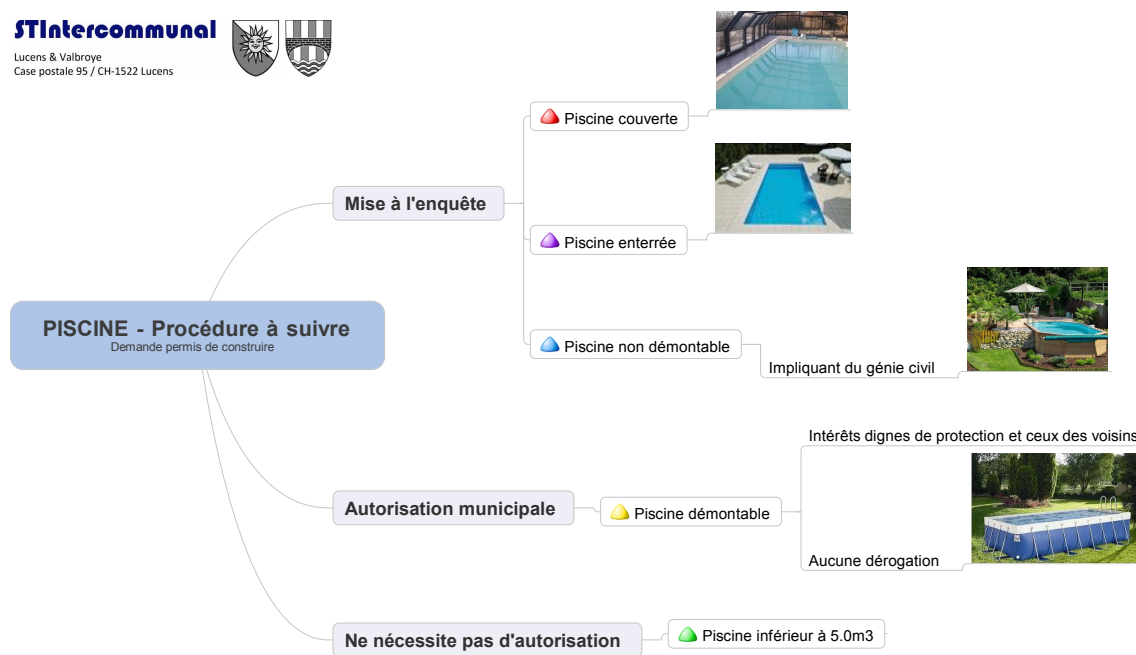 STIntercommunal
Lucens & Valbroye
Case postale 95 / CH-1522 Lucens
Piscine couverte
Mise à l'enquête
Piscine enterrée
PISCINE - Procédure à suivre
Demande permis de construire
Piscine non démontable
Impliquant du génie civil
Intérêts dignes de protection et ceux des voisins
Autorisation municipale
Piscine démontable
Aucune dérogation
Ne nécessite pas d'autorisation
Piscine inférieur à 5.0m3